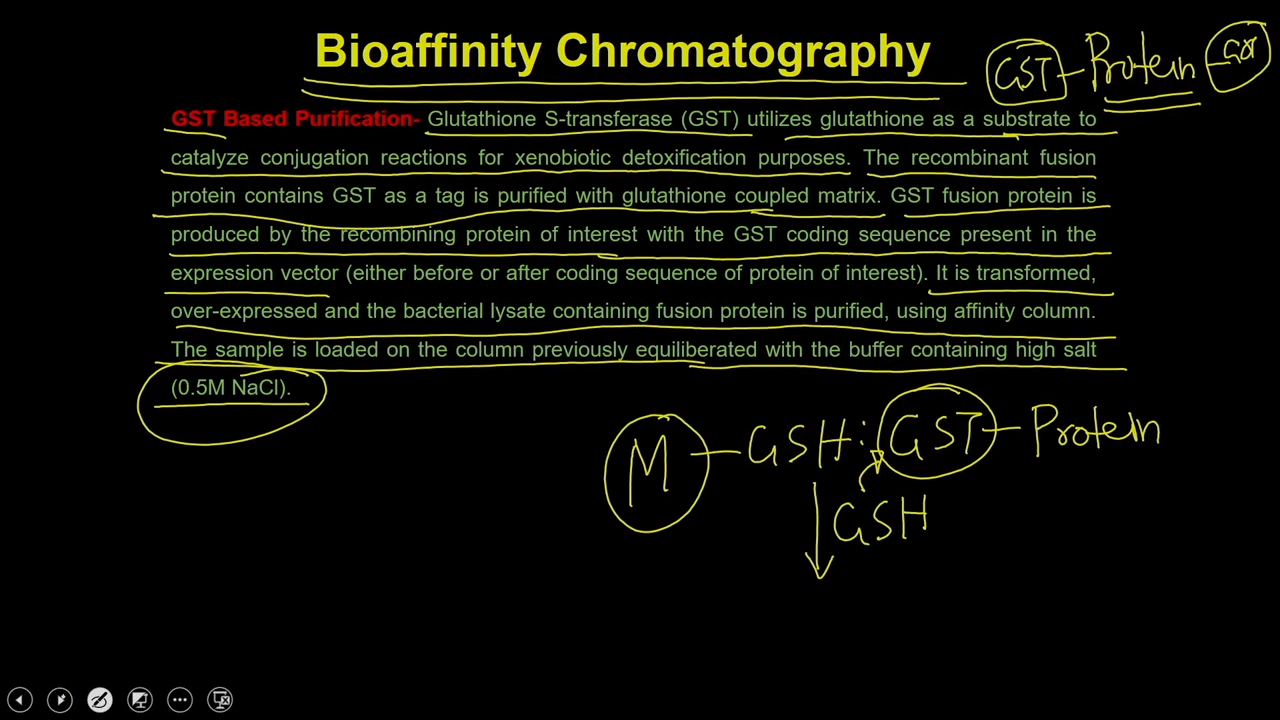 Bioaffinity Chromatography
GST - Protein
GST Based Purification- Glutathione S-transferase (GST) utilizes glutathione as a substrate to
catalyze conjugation reactions for xenobiotic detoxification purposes. The recombinant fusion
protein contains GST as a tag is purified with glutathione coupled matrix. GST fusion protein is
produced by the recombining protein of interest with the GST coding sequence present in the
expression vector (either before or after coding sequence of protein of interest). It is transformed,
over-expressed and the bacterial lysate containing fusion protein is purified, using affinity column.
The sample is loaded on the column previously equiliberated with the buffer containing high salt
(0.5M NaCl).
M - GSH : GST - Protein
GSH